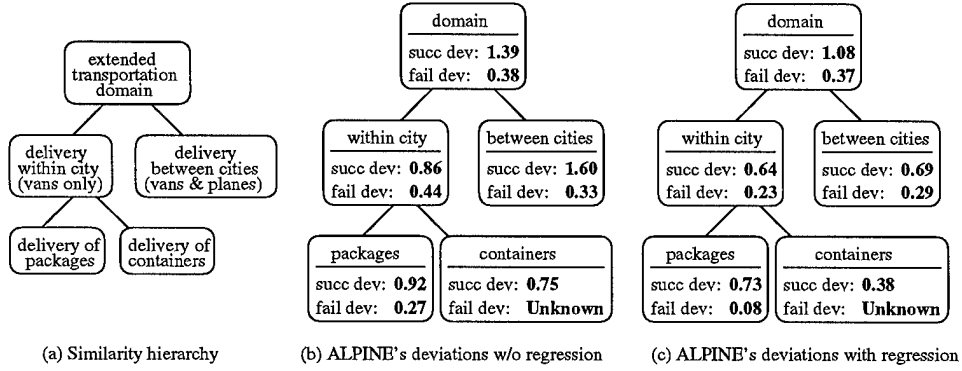 extended
transportation
domain
delivery
within city
(vans only)
delivery
between cities
(vans & planes)
delivery of
packages
delivery of
containers
(a) Similarity hierarchy
domain
succ dev: 1.39
fail dev: 0.38
within city
succ dev: 0.86
fail dev: 0.44
between cities
succ dev: 1.60
fail dev: 0.33
packages
succ dev: 0.92
fail dev: 0.27
containers
succ dev: 0.75
fail dev: Unknown
(b) ALPINE's deviations w/o regression
domain
succ dev: 1.08
fail dev: 0.37
within city
succ dev: 0.64
fail dev: 0.23
between cities
succ dev: 0.69
fail dev: 0.29
packages
succ dev: 0.73
fail dev: 0.08
containers
succ dev: 0.38
fail dev: Unknown
(c) ALPINE's deviations with regression